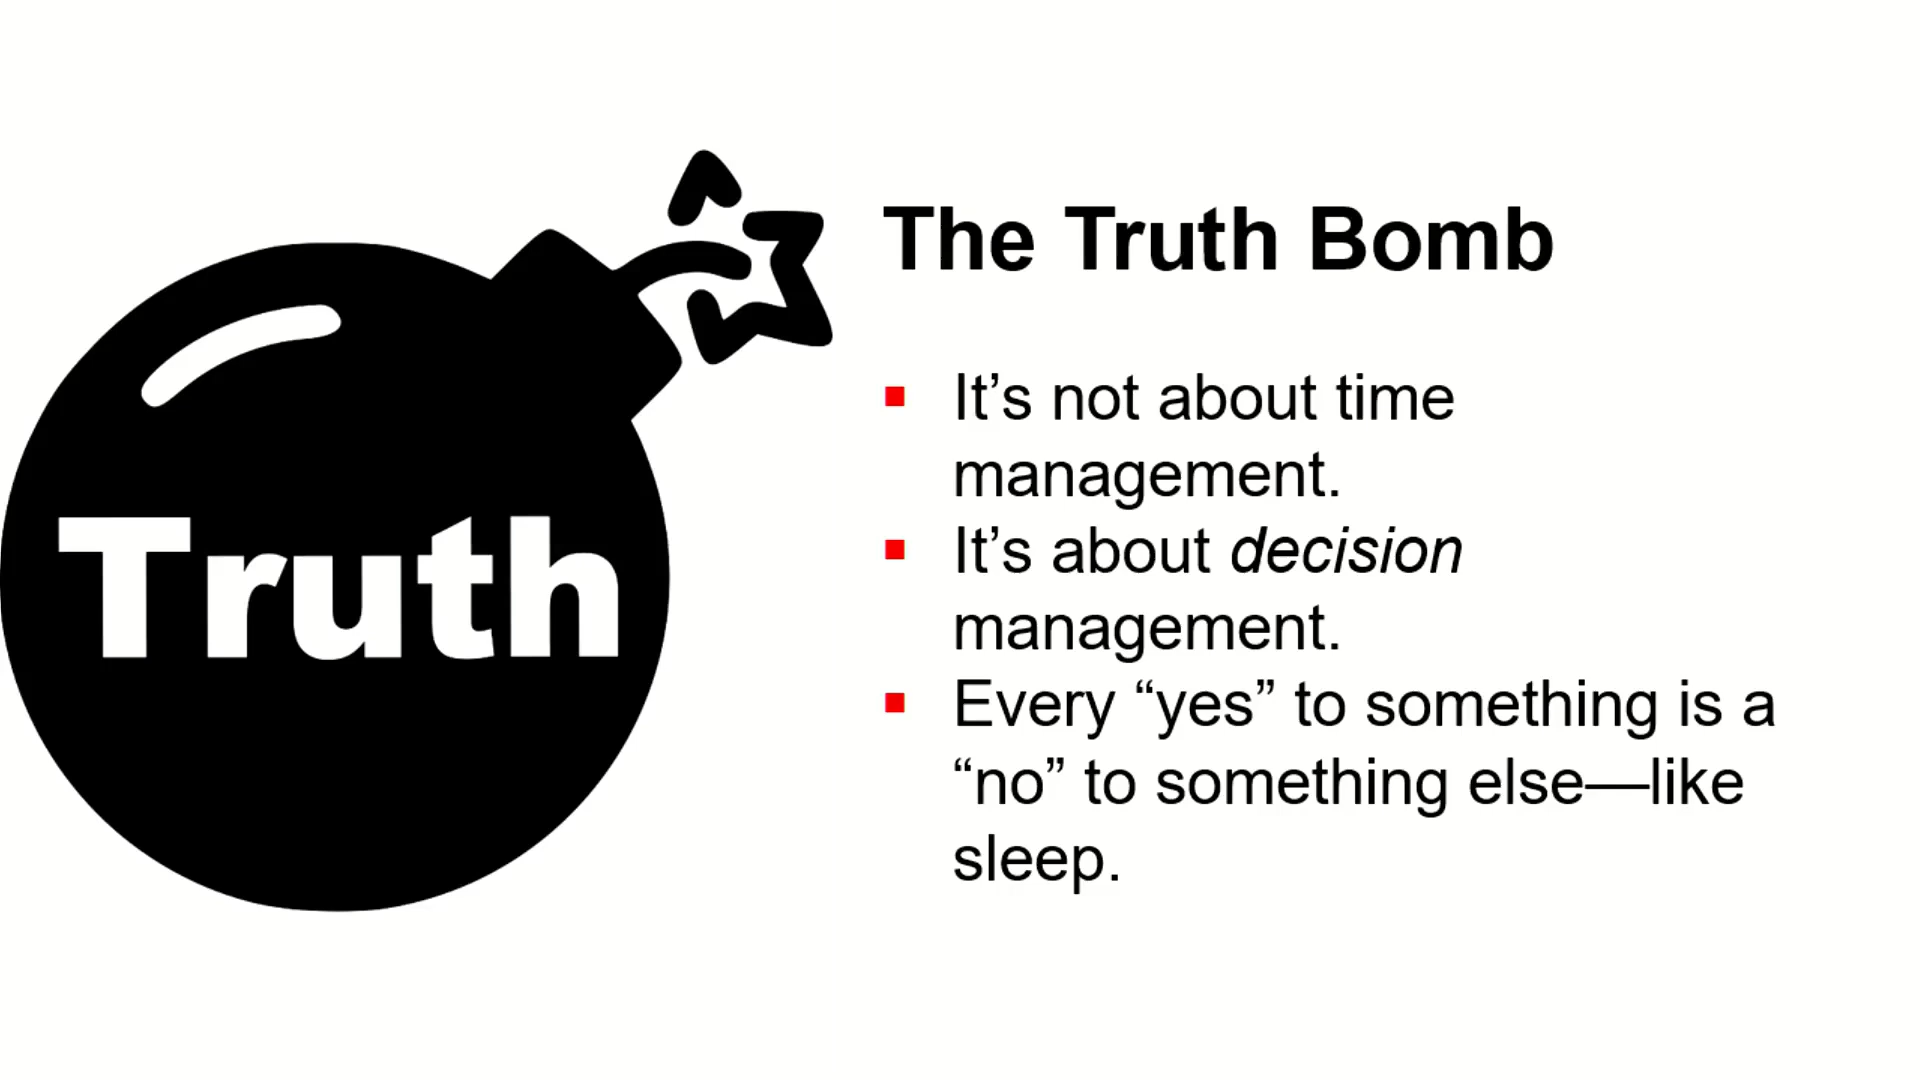 Truth
The Truth Bomb
It’s not about time
management.
It’s about decision
management.
Every “yes” to something is a
“no” to something else—like
sleep.